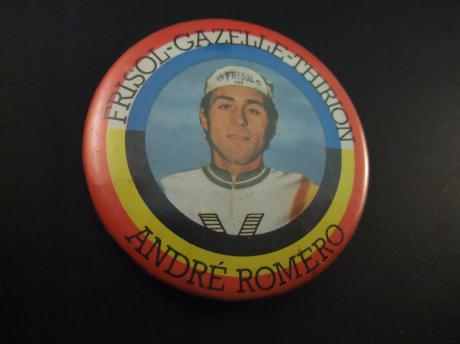 FRISOL-GAZELLE-THIRION
FRISOL
V
ANDRÉ ROMERO